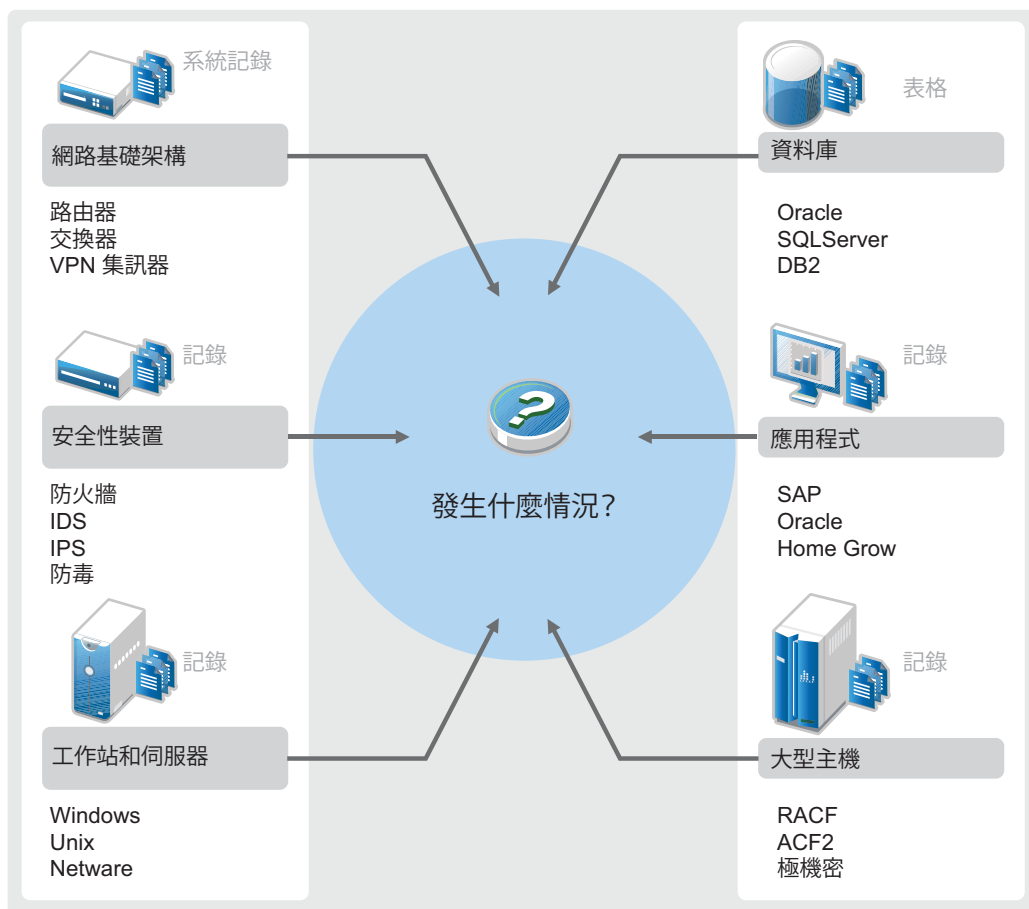 系統記錄
網路基礎架構
路由器
交換器
VPN 集訊器
記錄
安全性裝置
防火牆
IDS
IPS
防毒
記錄
工作站和伺服器
Windows
Unix
Netware
發生什麼情況?
表格
資料庫
Oracle
SQLServer
DB2
記錄
應用程式
SAP
Oracle
Home Grow
記錄
大型主機
RACF
ACF2
極機密